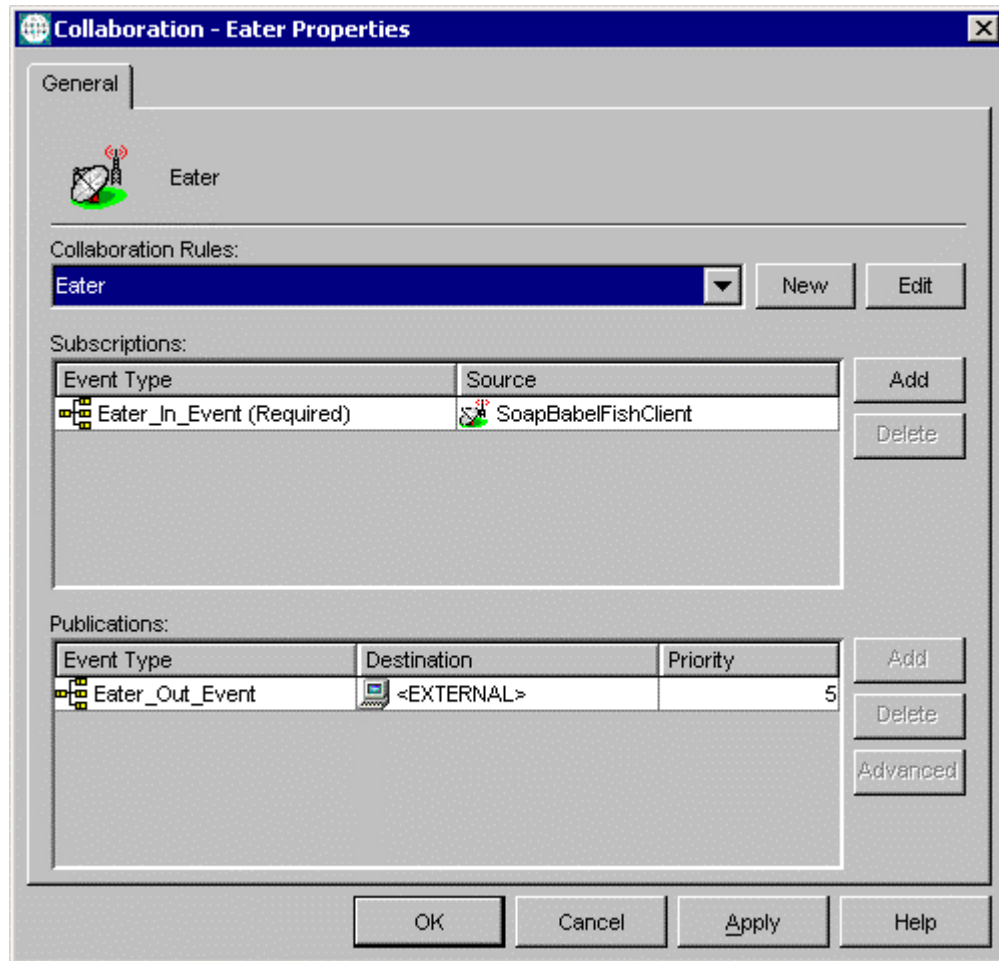 Collaboration - Eater Properties
General
Eater
Collaboration Rules:
Eater
New
Edit
Subscriptions:
Event Type
Source
Add
Eater_In_Event (Required)
SoapBabelFishClient
Delete
Publications:
Event Type
Destination
Priority
Add
Eater_Out_Event
<EXTERNAL>
5
Delete
Advanced
OK
Cancel
Apply
Help